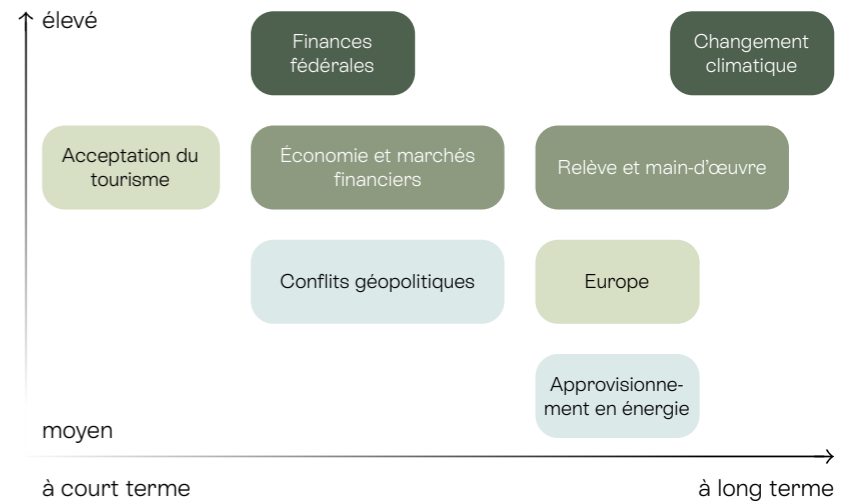 élevé
Finances
fédérales
Changement
climatique
Acceptation du
tourisme
Économie et marchés
financiers
Relève et main-d'œuvre
Conflits géopolitiques
Europe
Approvisionne-
ment en énergie
moyen
à court terme
à long terme